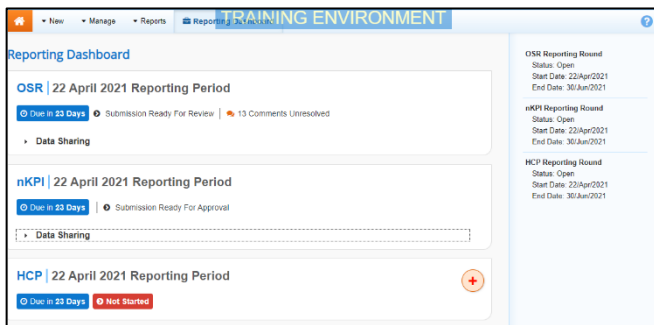 New Manage Reports Reporting Dashboard
TRAINING ENVIRONMENT
?
Reporting Dashboard
OSR | 22 April 2021 Reporting Period
Due in 23 Days Submission Ready For Review | 13 Comments Unresolved
Data Sharing
nKPI | 22 April 2021 Reporting Period
Due in 23 Days | Submission Ready For Approval
Data Sharing
HCP | 22 April 2021 Reporting Period
Due in 23 Days Not Started
OSR Reporting Round
Status: Open
Start Date: 22/Apr/2021
End Date: 30/Jun/2021
nKPI Reporting Round
Status: Open
Start Date: 22/Apr/2021
End Date: 30/Jun/2021
HCP Reporting Round
Status: Open
Start Date: 22/Apr/2021
End Date: 30/Jun/2021